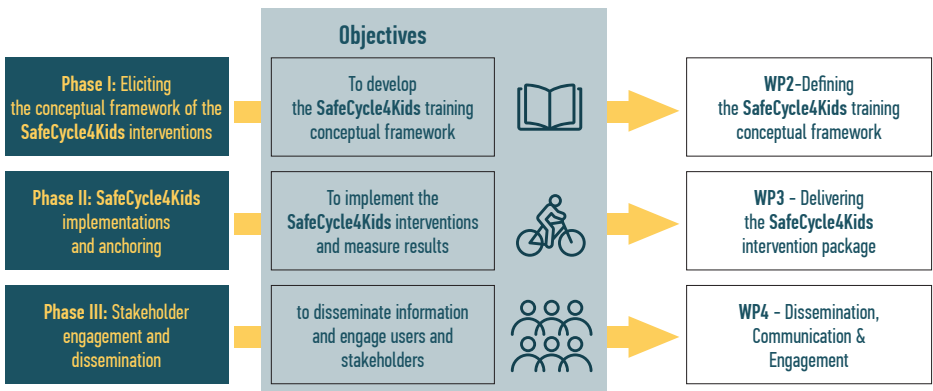 Objectives
Phase I: Eliciting
the conceptual framework of the
SafeCycle4Kids interventions
To develop
the SafeCycle4Kids training
conceptual framework
WP2-Defining
the SafeCycle4Kids training
conceptual framework
Phase II: SafeCycle4Kids
implementations
and anchoring
To implement the
SafeCycle4Kids interventions
and measure results
WP3 - Delivering
the SafeCycle4Kids
intervention package
Phase III: Stakeholder
engagement and
dissemination
to disseminate information
and engage users and
stakeholders
WP4 - Dissemination,
Communication &
Engagement